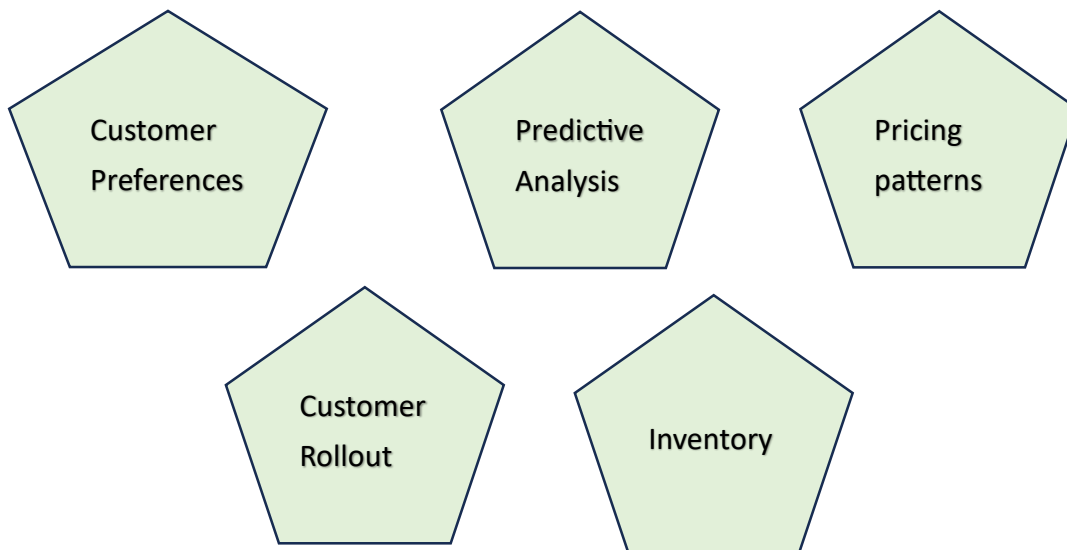 Customer
Preferences
Predictive
Analysis
Pricing
patterns
Customer
Rollout
Inventory